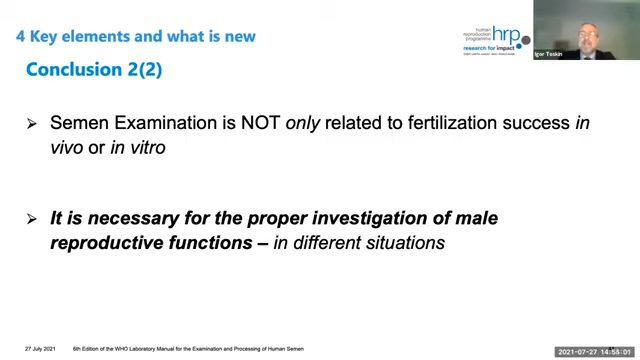 4 Key elements and what is new
human
reproduction
programme
hrp
research for impact
Igor Toskin
Conclusion 2(2)
➢ Semen Examination is NOT only related to fertilization success in
vivo or in vitro
➢ It is necessary for the proper investigation of male
reproductive functions – in different situations
27 July 2021
6th Edition of the WHO Laboratory Manual for the Examination and Processing of Human Semen
2021-07-27 14:55:01